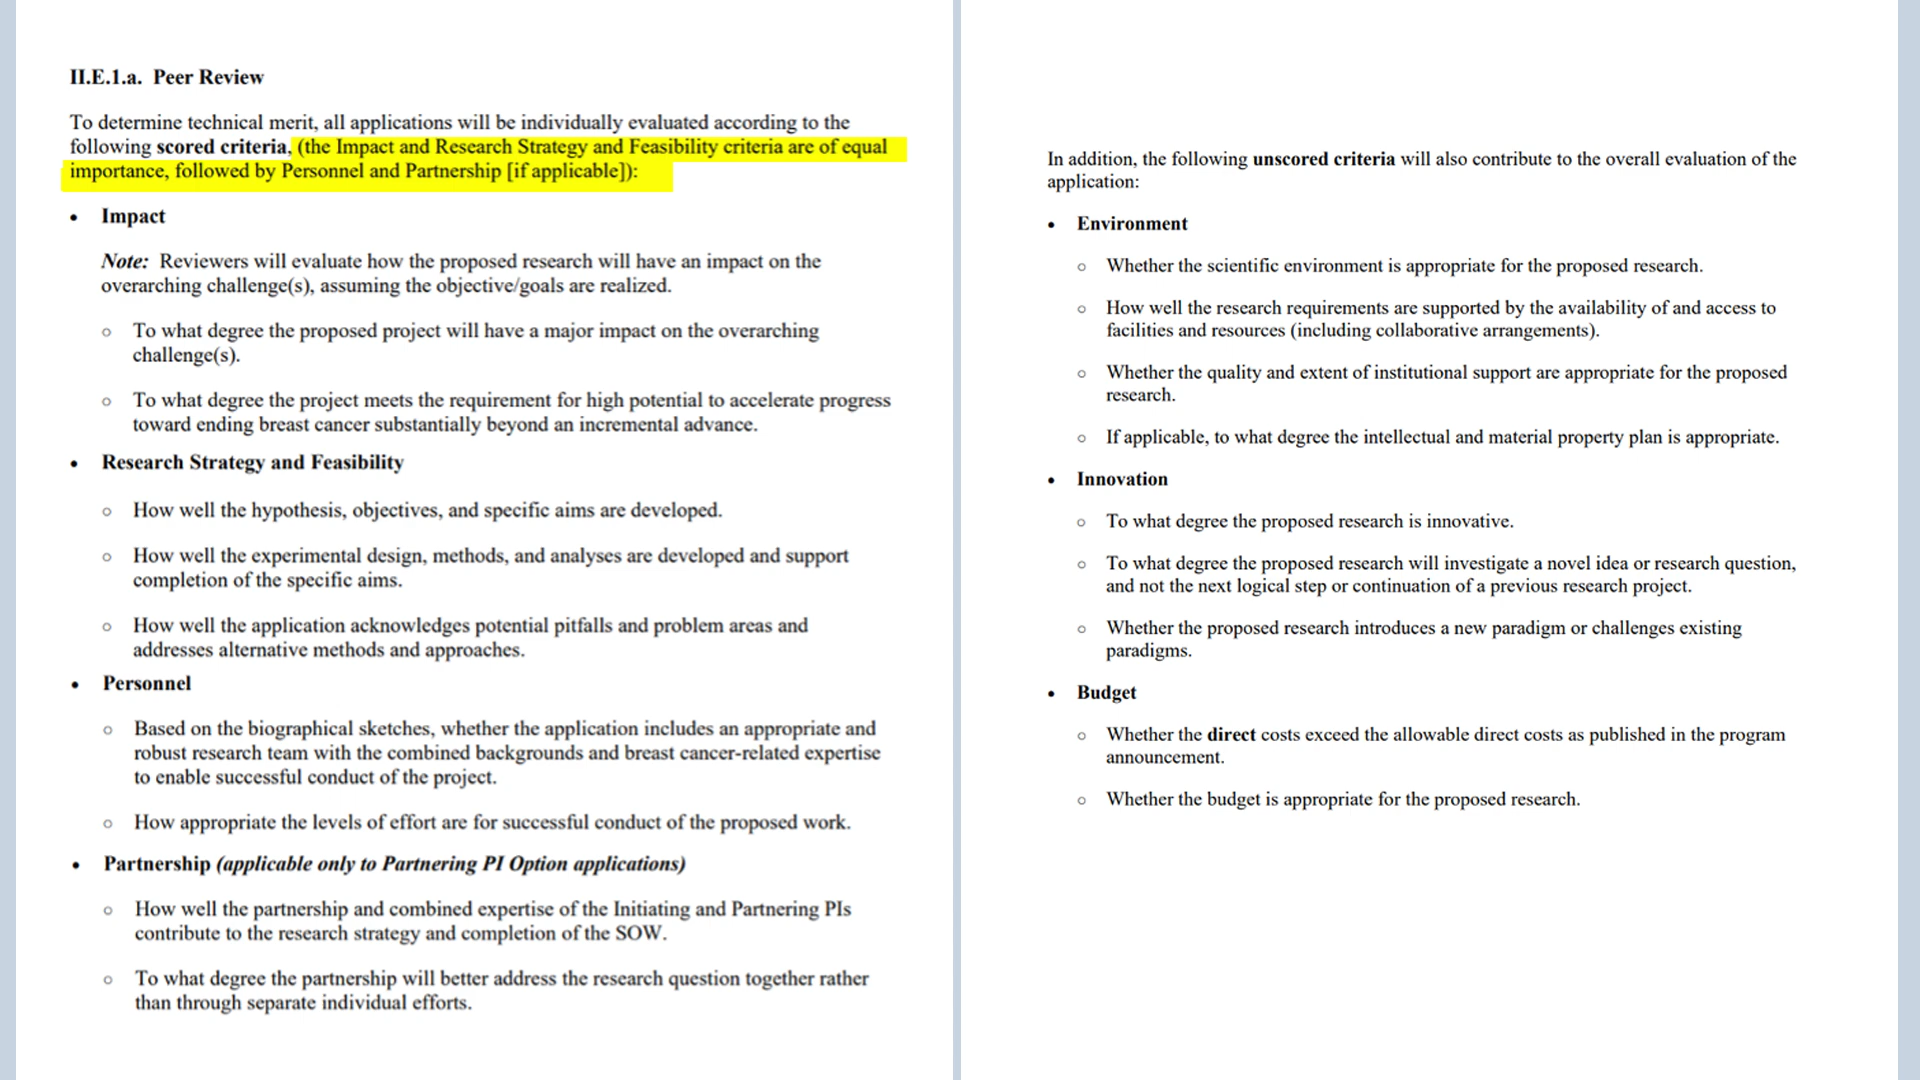 II.E.1.a. Peer Review
To determine technical merit, all applications will be individually evaluated according to the
following scored criteria, (the Impact and Research Strategy and Feasibility criteria are of equal
importance, followed by Personnel and Partnership [if applicable]):
• Impact
Note: Reviewers will evaluate how the proposed research will have an impact on the
overarching challenge(s), assuming the objective/goals are realized.
○ To what degree the proposed project will have a major impact on the overarching
challenge(s).
○ To what degree the project meets the requirement for high potential to accelerate progress
toward ending breast cancer substantially beyond an incremental advance.
• Research Strategy and Feasibility
○ How well the hypothesis, objectives, and specific aims are developed.
○ How well the experimental design, methods, and analyses are developed and support
completion of the specific aims.
○ How well the application acknowledges potential pitfalls and problem areas and
addresses alternative methods and approaches.
• Personnel
○ Based on the biographical sketches, whether the application includes an appropriate and
robust research team with the combined backgrounds and breast cancer-related expertise
to enable successful conduct of the project.
○ How appropriate the levels of effort are for successful conduct of the proposed work.
• Partnership (applicable only to Partnering PI Option applications)
○ How well the partnership and combined expertise of the Initiating and Partnering PIs
contribute to the research strategy and completion of the SOW.
○ To what degree the partnership will better address the research question together rather
than through separate individual efforts.
In addition, the following unscored criteria will also contribute to the overall evaluation of the
application:
• Environment
○ Whether the scientific environment is appropriate for the proposed research.
○ How well the research requirements are supported by the availability of and access to
facilities and resources (including collaborative arrangements).
○ Whether the quality and extent of institutional support are appropriate for the proposed
research.
○ If applicable, to what degree the intellectual and material property plan is appropriate.
• Innovation
○ To what degree the proposed research is innovative.
○ To what degree the proposed research will investigate a novel idea or research question,
and not the next logical step or continuation of a previous research project.
○ Whether the proposed research introduces a new paradigm or challenges existing
paradigms.
• Budget
○ Whether the direct costs exceed the allowable direct costs as published in the program
announcement.
○ Whether the budget is appropriate for the proposed research.